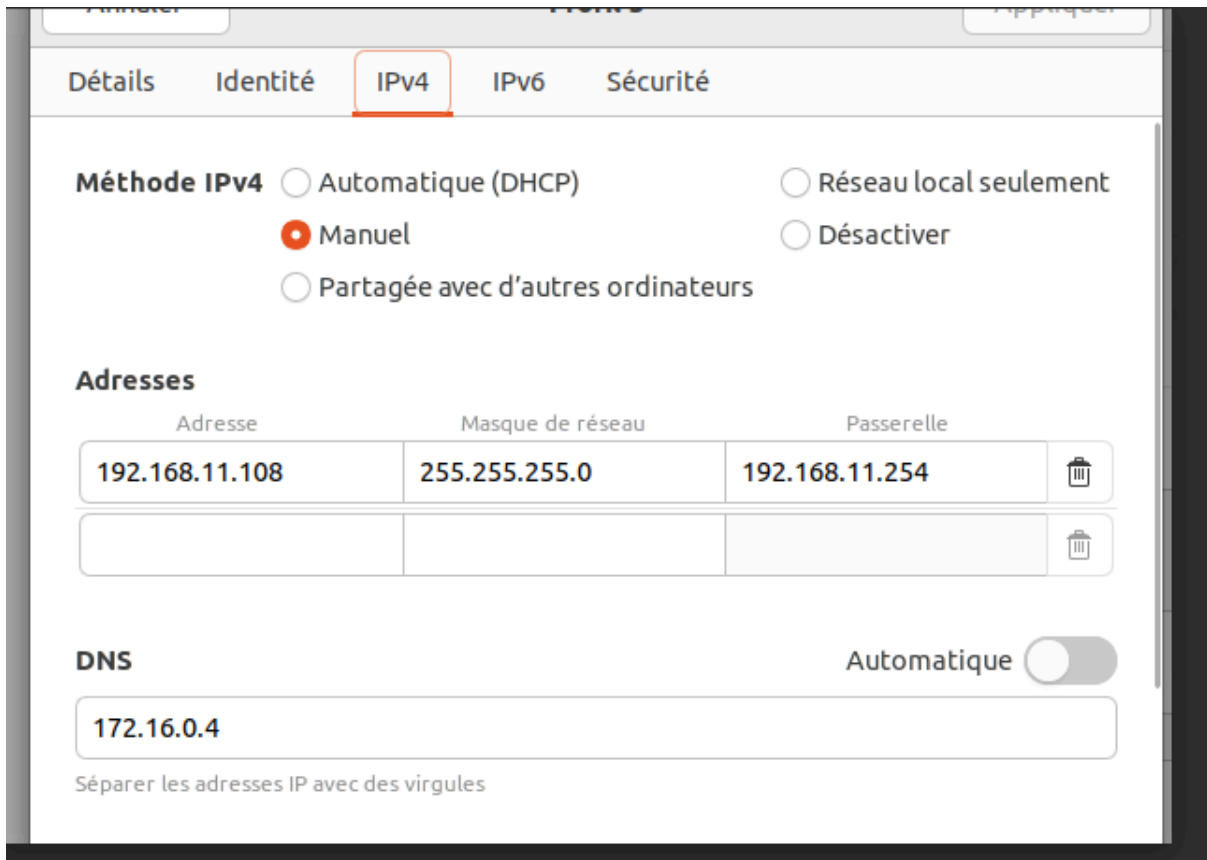 Annuler Appliquer
Détails Identité IPv4 IPv6 Sécurité
Méthode IPv4 Automatique (DHCP) Réseau local seulement
Manuel Désactiver
Partagée avec d’autres ordinateurs
Adresses
Adresse Masque de réseau Passerelle
192.168.11.108 255.255.255.0 192.168.11.254
DNS Automatique
172.16.0.4
Séparer les adresses IP avec des virgules